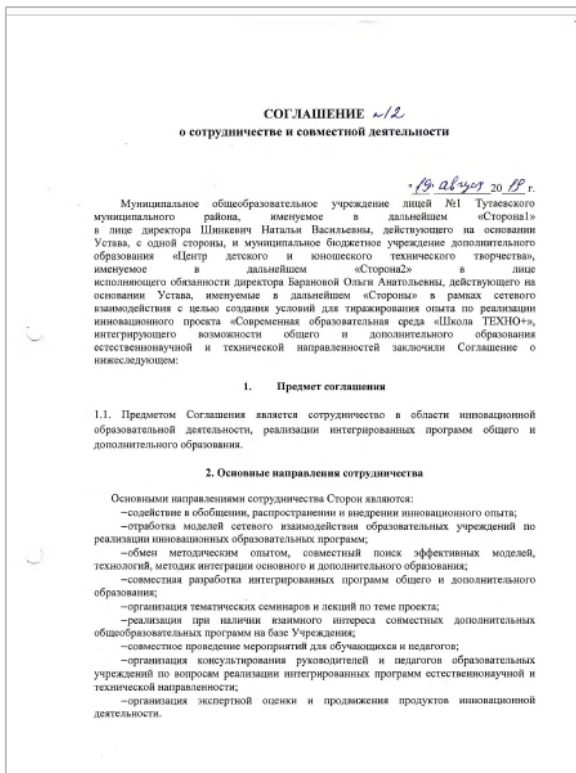 СОГЛАШЕНИЕ №12
о сотрудничестве и совместной деятельности
«19» августа 2019 г.
Муниципальное общеобразовательное учреждение лицей №1 Тутаевского
муниципального района, именуемое в дальнейшем «Сторона1»
в лице директора Шинкевич Натальи Васильевны, действующего на основании
Устава, с одной стороны, и муниципальное бюджетное учреждение дополнительного
образования «Центр детского и юношеского технического творчества»,
именуемое в дальнейшем «Сторона2» в лице
исполняющего обязанности директора Барановой Ольги Анатольевны, действующего на
основании Устава, именуемые в дальнейшем «Стороны» в рамках сетевого
взаимодействия с целью создания условий для тиражирования опыта по реализации
инновационного проекта «Современная образовательная среда «Школа ТЕХНО+»,
интегрирующего возможности общего и дополнительного образования
естественнонаучной и технической направленностей заключили Соглашение о
нижеследующем:
1. Предмет соглашения
1.1. Предметом Соглашения является сотрудничество в области инновационной
образовательной деятельности, реализации интегрированных программ общего и
дополнительного образования.
2. Основные направления сотрудничества
Основными направлениями сотрудничества Сторон являются:
–содействие в обобщении, распространении и внедрении инновационного опыта;
–отработка моделей сетевого взаимодействия образовательных учреждений по
реализации инновационных образовательных программ;
–обмен методическим опытом, совместный поиск эффективных моделей,
технологий, методик интеграции основного и дополнительного образования;
–совместная разработка интегрированных программ общего и дополнительного
образования;
–организация тематических семинаров и лекций по теме проекта;
–реализация при наличии взаимного интереса совместных дополнительных
общеобразовательных программ на базе Учреждения;
–совместное проведение мероприятий для обучающихся и педагогов;
–организация консультирования руководителей и педагогов образовательных
учреждений по вопросам реализации интегрированных программ естественнонаучной и
технической направленности;
–организация экспертной оценки и продвижения продуктов инновационной
деятельности.